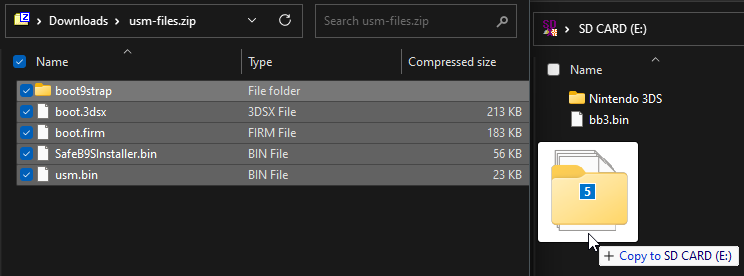 Downloads > usm-files.zip
Search usm-files.zip
Name Type Compressed size
boot9strap File folder
boot.3dsx 3DSX File 213 KB
boot.firm FIRM File 183 KB
SafeB9SInstaller.bin BIN File 56 KB
usm.bin BIN File 23 KB
SD
SD CARD (E:)
Name
Nintendo 3DS
bb3.bin
5
+ Copy to SD CARD (E:)